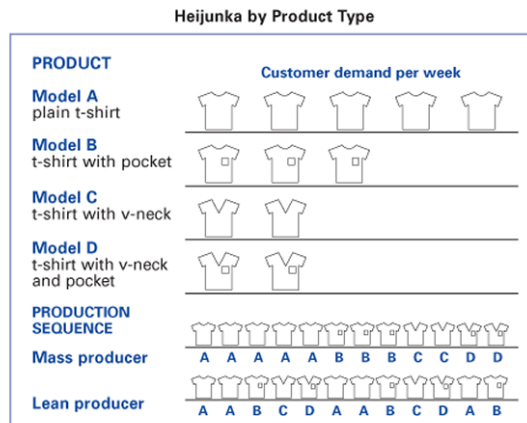 Heijunka by Product Type
PRODUCT
Customer demand per week
Model A
plain t-shirt
Model B
t-shirt with pocket
Model C
t-shirt with v-neck
Model D
t-shirt with v-neck
and pocket
PRODUCTION
SEQUENCE
Mass producer A A A A A B B B C C D D
Lean producer A A B C D A A B C D A B